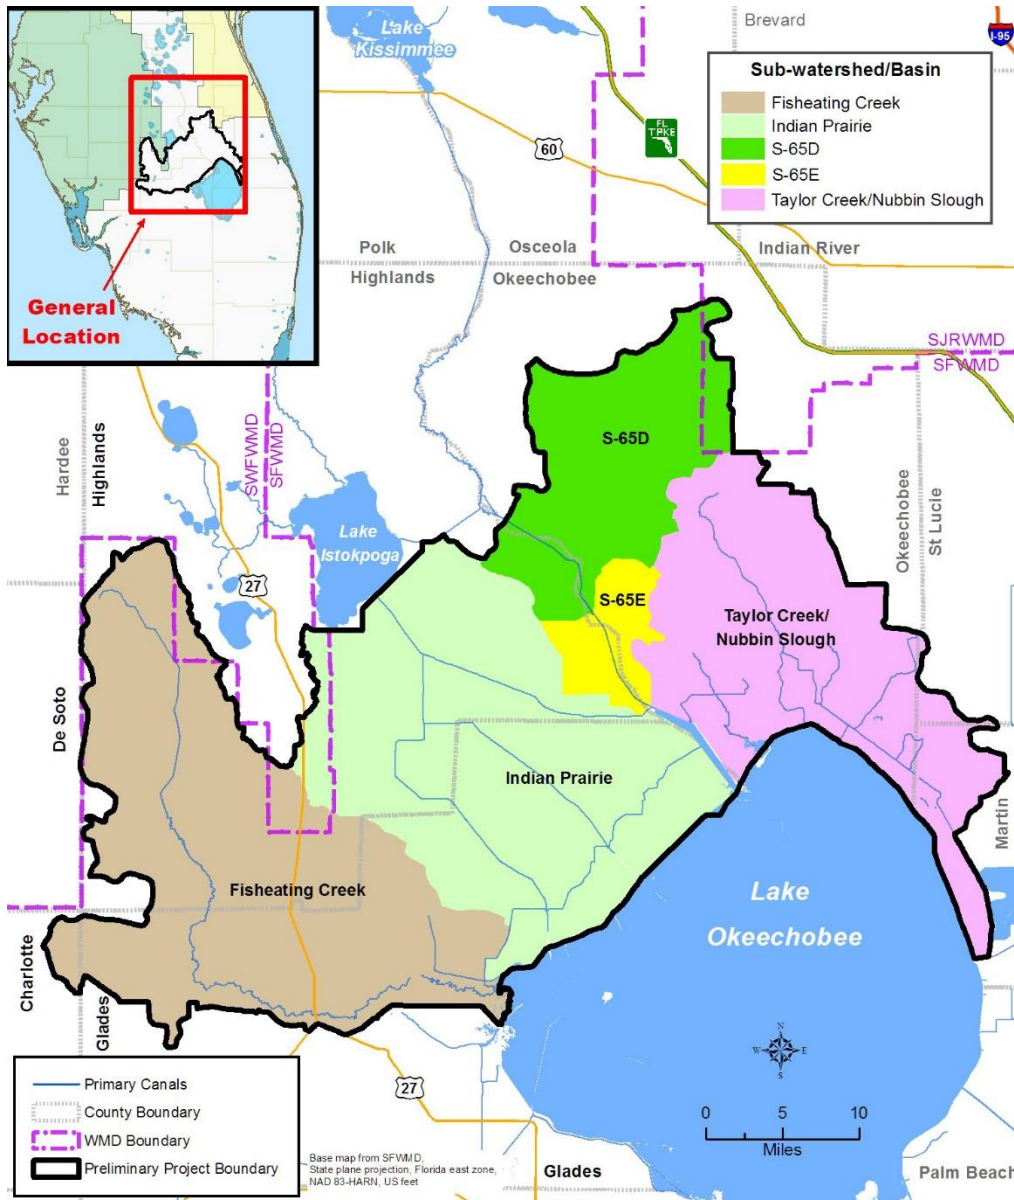 Lake
Kissimmee
Brevard
I-95
Sub-watershed/Basin
Fisheating Creek
Indian Prairie
S-65D
S-65E
Taylor Creek/Nubbin Slough
FL
TPKE
60
General
Location
Polk
Osceola
Indian River
Highlands
Okeechobee
SJRWMD
SFWMD
Hardee
Highlands
SWFWMD
SFWMD
S-65D
Okeechobee
St Lucie
Lake
Istokpoga
27
S-65E
Taylor Creek/
Nubbin Slough
De Soto
Indian Prairie
Martin
Fisheating Creek
Lake
Okeechobee
Charlotte
Glades
N
W
E
S
Primary Canals
County Boundary
WMD Boundary
Preliminary Project Boundary
27
0
5
10
Miles
Base map from SFWMD,
State plane projection, Florida east zone,
NAD 83-HARN, US feet
Glades
Palm Beach